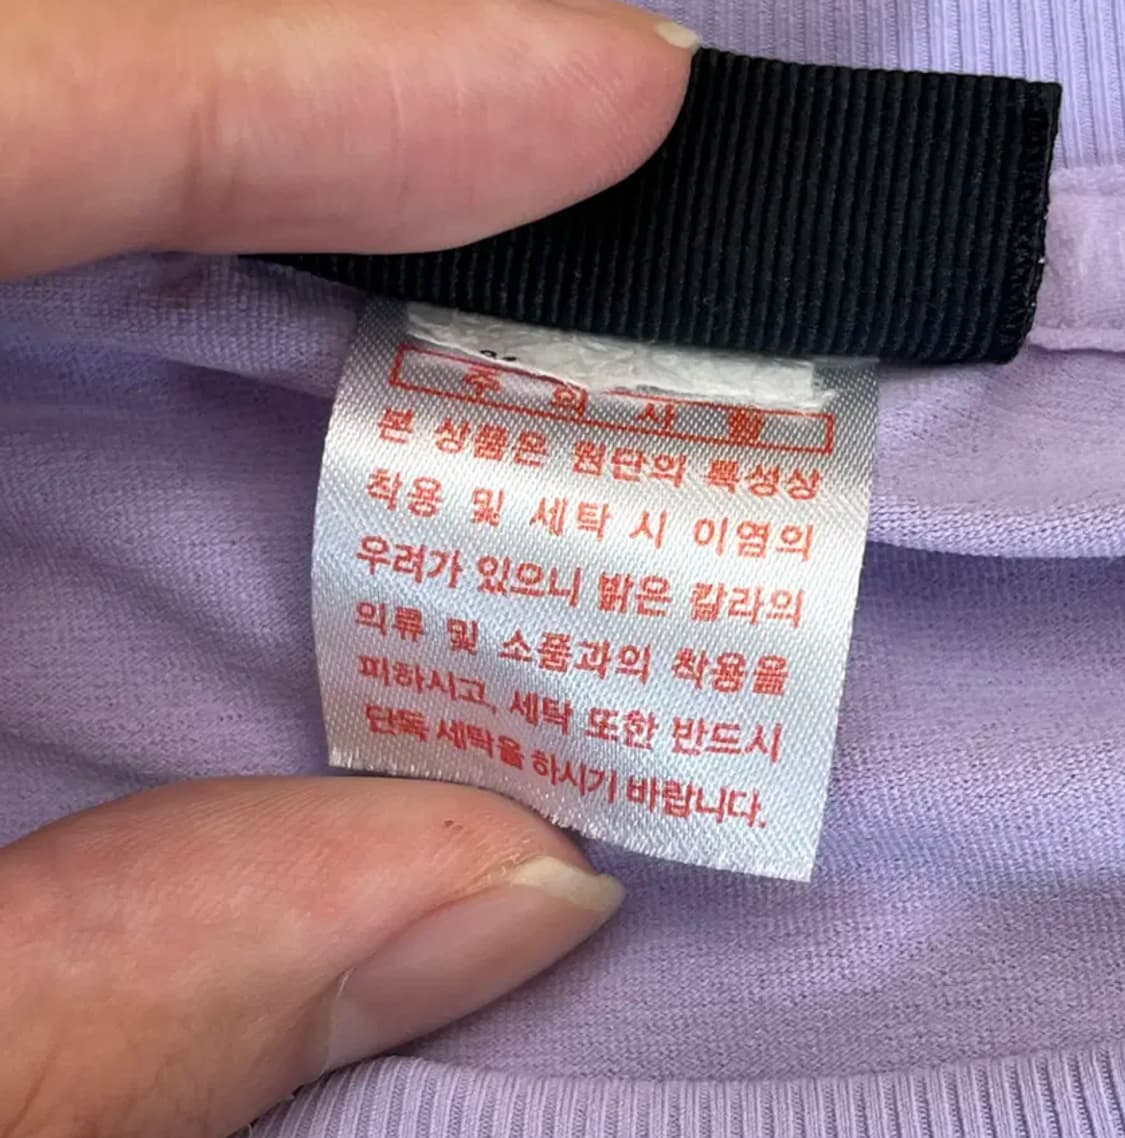 주 의 사 항
본 상품은 원단의 특성상
착용 및 세탁 시 이염의
우려가 있으니 밝은 칼라의
의류 및 소품과의 착용을
피하시고, 세탁 또한 반드시
단독 세탁을 하시기 바랍니다.